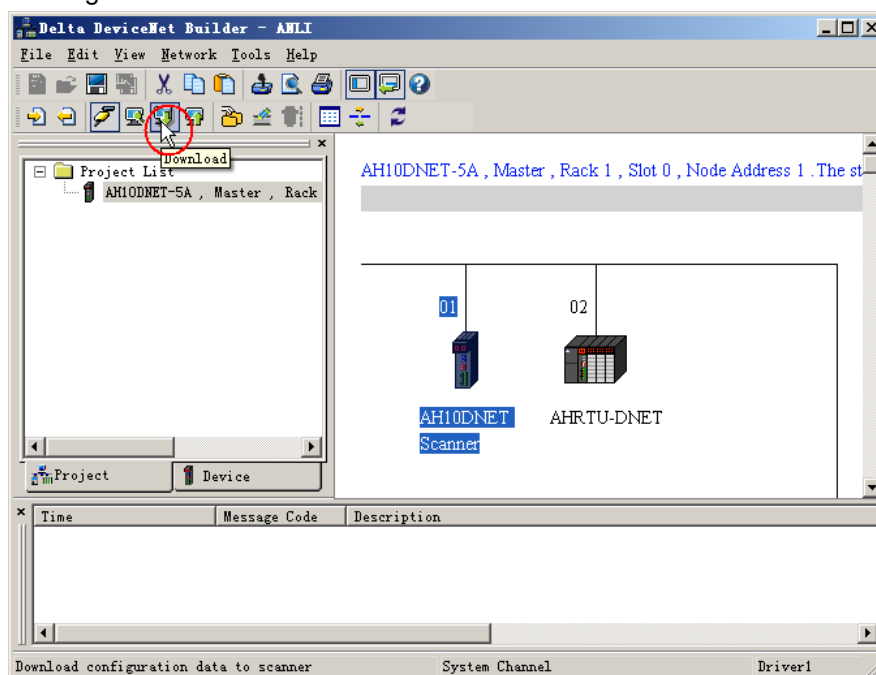 Delta DeviceNet Builder - ANLI
File Edit View Network Tools Help
Download
Project List
AH10DNET-5A , Master , Rack
AH10DNET-5A , Master , Rack 1 , Slot 0 , Node Address 1 .The st
01
02
AH10DNET
Scanner
AHRTU-DNET
Project
Device
Time Message Code Description
Download configuration data to scanner System Channel Driver1